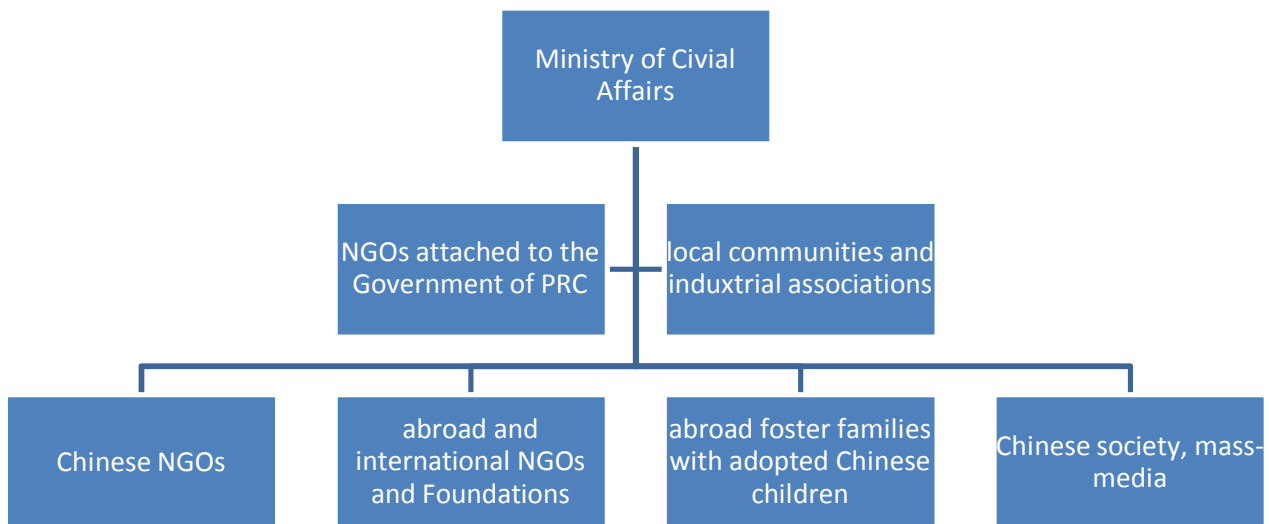 Ministry of Civial
Affairs
NGOs attached to the
Government of PRC
local communities and
induxtrial associations
Chinese NGOs
abroad and
international NGOs
and Foundations
abroad foster families
with adopted Chinese
children
Chinese society, mass-
media